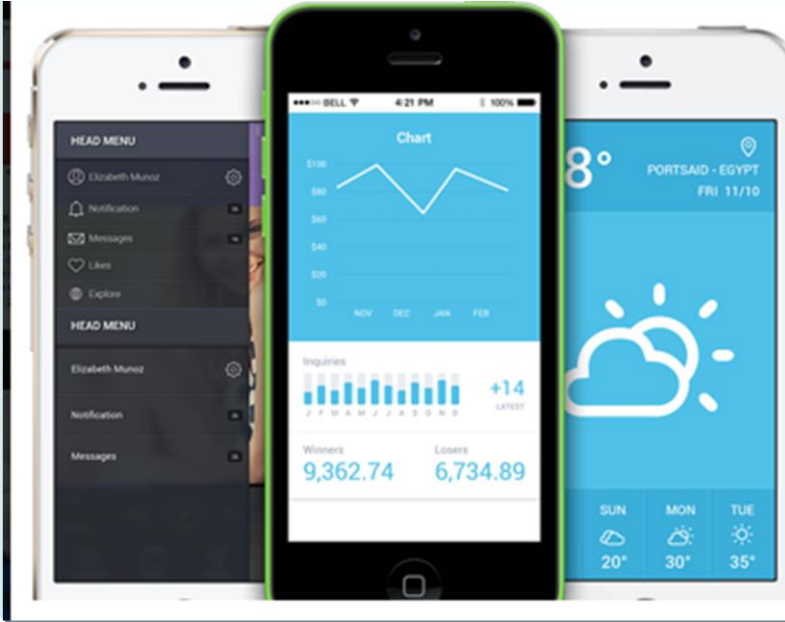 HEAD MENU
Elizabeth Munoz
Notification
Messages
Likes
Explore
HEAD MENU
Elizabeth Munoz
Notification
Messages
BELL 4:21 PM 100%
Chart
$100
$80
$60
$40
$20
$0
NOV DEC JAN FEB
Inquiries
J F M A M J J A S O N D
+14
LATEST
Winners Losers
9,362.74 6,734.89
8°
PORTSAID - EGYPT
FRI 11/10
SUN MON TUE
20° 30° 35°